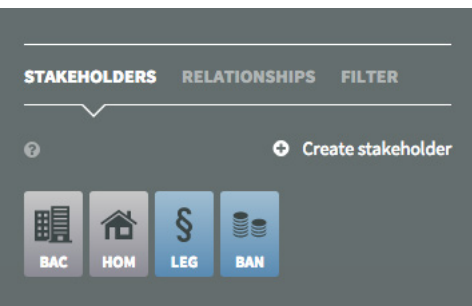 STAKEHOLDERS RELATIONSHIPS FILTER
? + Create stakeholder
§
BAC HOM LEG BAN